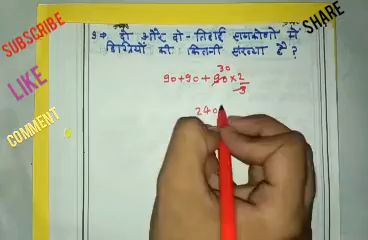 SUBSCRIBE
LIKE
COMMENT
SHARE
9⇒ दो और दो-तिहाई समकोणो में
डिग्रियों की कितनी संख्या है?
30
90+90+90×2
3
240